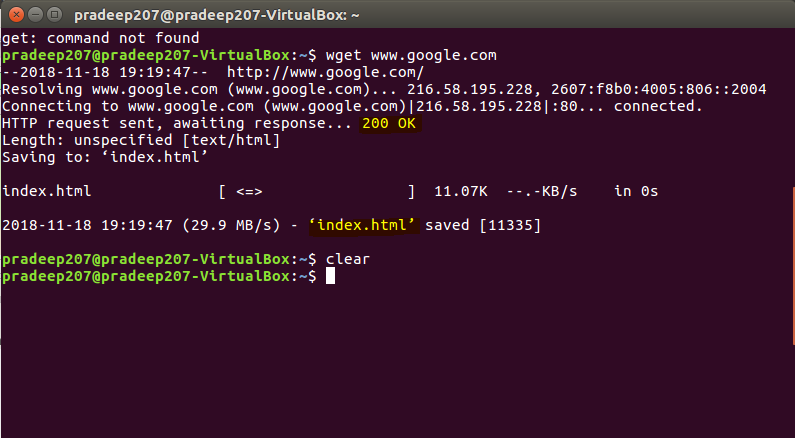 pradeep207@pradeep207-VirtualBox: ~
get: command not found
pradeep207@pradeep207-VirtualBox:~$ wget www.google.com
--2018-11-18 19:19:47--  http://www.google.com/
Resolving www.google.com (www.google.com)... 216.58.195.228, 2607:f8b0:4005:806::2004
Connecting to www.google.com (www.google.com)|216.58.195.228|:80... connected.
HTTP request sent, awaiting response... 200 OK
Length: unspecified [text/html]
Saving to: ‘index.html’
index.html              [ <=>                ]  11.07K  --.-KB/s    in 0s
2018-11-18 19:19:47 (29.9 MB/s) - ‘index.html’ saved [11335]
pradeep207@pradeep207-VirtualBox:~$ clear
pradeep207@pradeep207-VirtualBox:~$